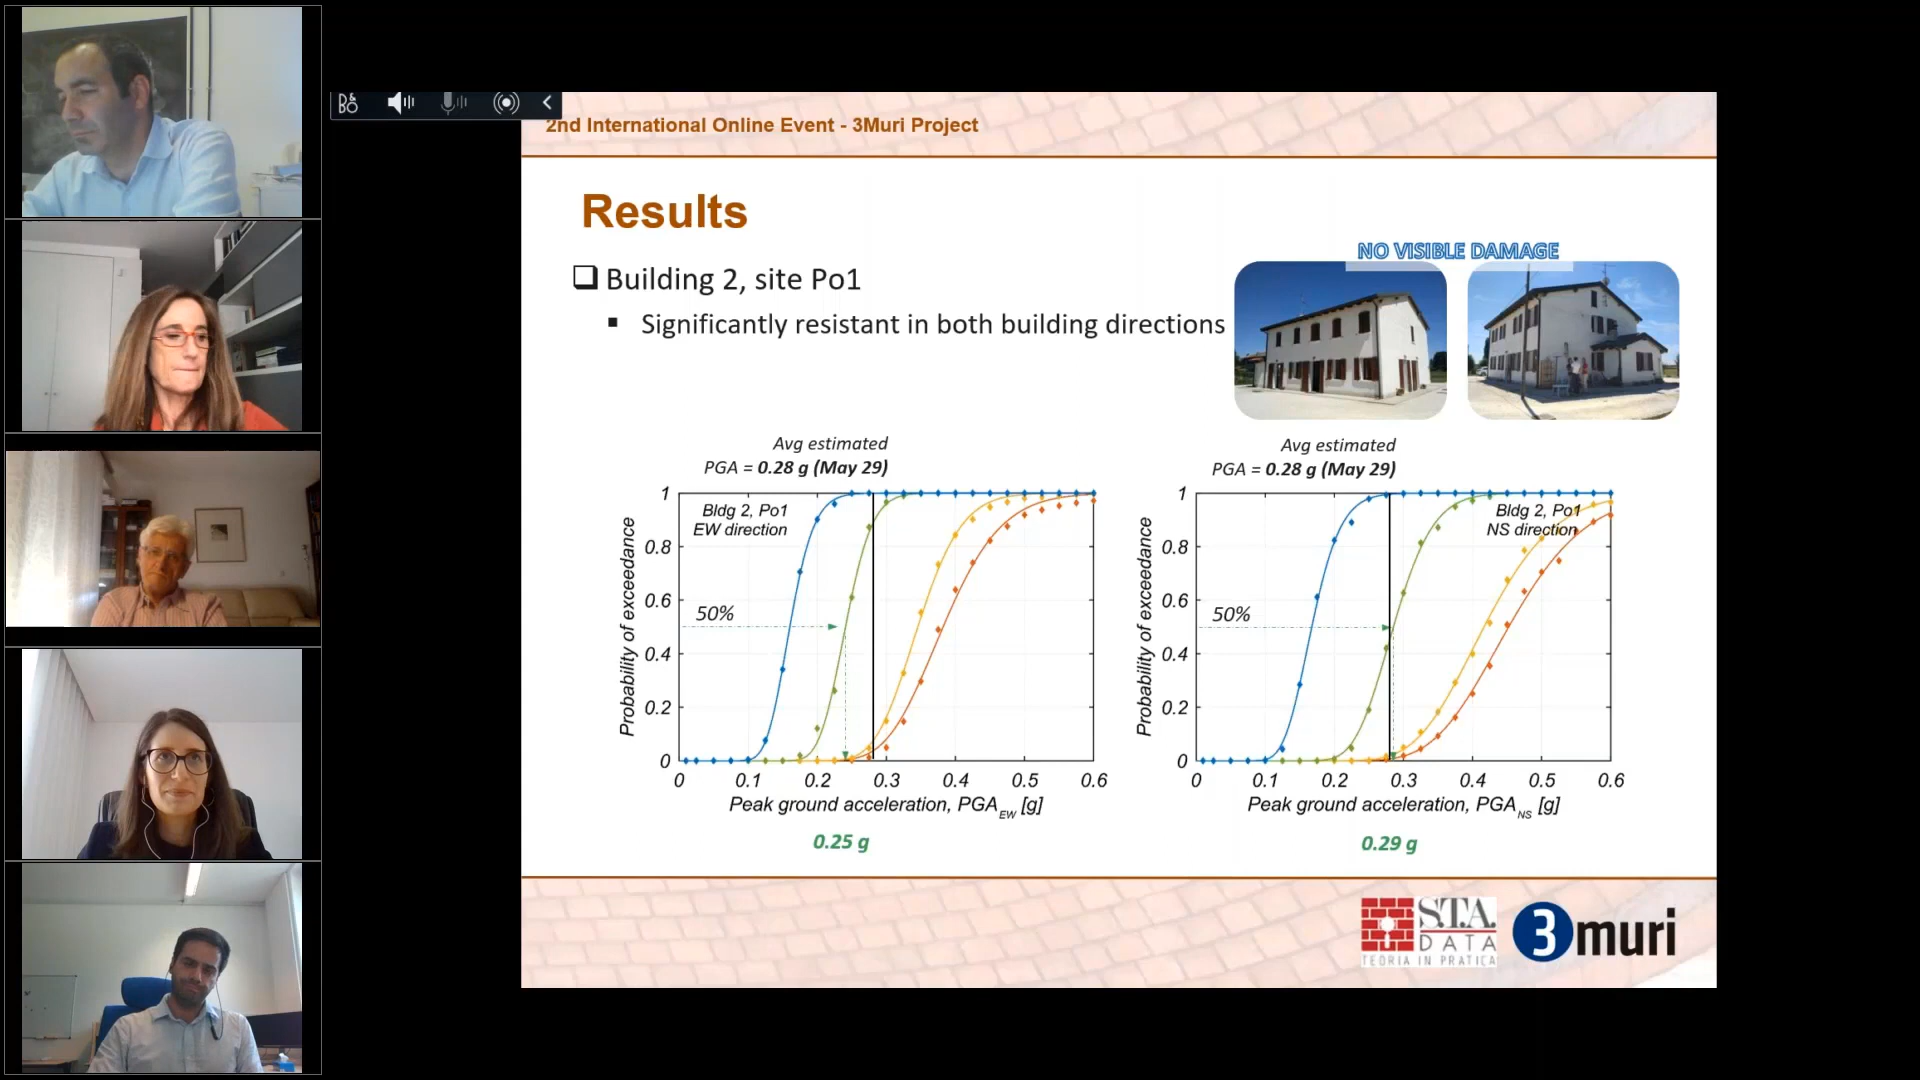 2nd International Online Event - 3Muri Project
Results
NO VISIBLE DAMAGE
❑ Building 2, site Po1
▪ Significantly resistant in both building directions
Avg estimated
PGA = 0.28 g (May 29)
Bldg 2, Po1
EW direction
50%
Probability of exceedance
1
0.8
0.6
0.4
0.2
0
0 0.1 0.2 0.3 0.4 0.5 0.6
Peak ground acceleration, PGA EW [g]
0.25 g
Avg estimated
PGA = 0.28 g (May 29)
Bldg 2, Po1
NS direction
50%
Probability of exceedance
1
0.8
0.6
0.4
0.2
0
0 0.1 0.2 0.3 0.4 0.5 0.6
Peak ground acceleration, PGA NS [g]
0.29 g
S.T.A.
DATA
TEORIA IN PRATICA
3muri